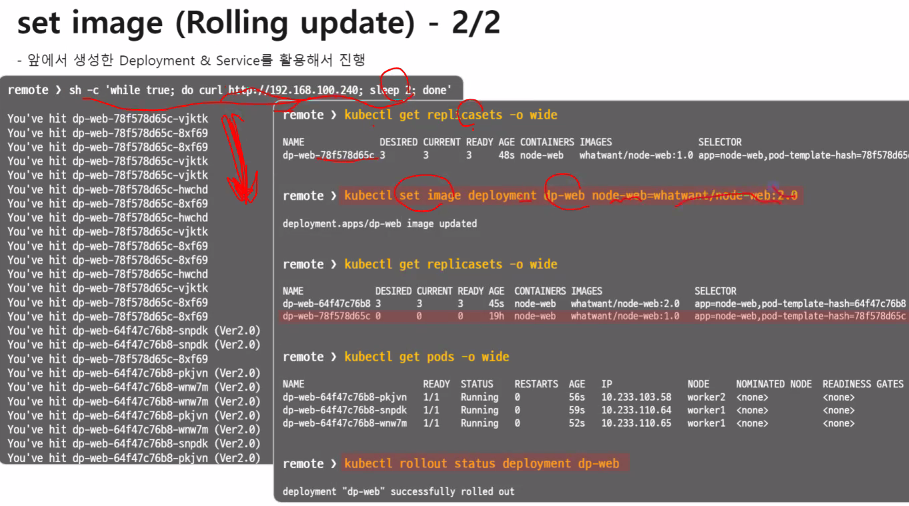 set image (Rolling update) - 2/2
- 앞에서 생성한 Deployment & Service를 활용해서 진행
remote ❯ sh -c 'while true; do curl http://192.168.100.240; sleep 2; done'
You've hit dp-web-78f578d65c-vjktk
You've hit dp-web-78f578d65c-8xf69
You've hit dp-web-78f578d65c-8xf69
You've hit dp-web-78f578d65c-vjktk
You've hit dp-web-78f578d65c-vjktk
You've hit dp-web-78f578d65c-hwchd
You've hit dp-web-78f578d65c-8xf69
You've hit dp-web-78f578d65c-hwchd
You've hit dp-web-78f578d65c-vjktk
You've hit dp-web-78f578d65c-8xf69
You've hit dp-web-78f578d65c-8xf69
You've hit dp-web-78f578d65c-hwchd
You've hit dp-web-78f578d65c-vjktk
You've hit dp-web-78f578d65c-8xf69
You've hit dp-web-78f578d65c-8xf69
You've hit dp-web-64f47c76b8-snpdk (Ver2.0)
You've hit dp-web-64f47c76b8-snpdk (Ver2.0)
You've hit dp-web-78f578d65c-8xf69
You've hit dp-web-64f47c76b8-pkjvn (Ver2.0)
You've hit dp-web-64f47c76b8-wnw7m (Ver2.0)
You've hit dp-web-64f47c76b8-wnw7m (Ver2.0)
You've hit dp-web-64f47c76b8-pkjvn (Ver2.0)
You've hit dp-web-64f47c76b8-wnw7m (Ver2.0)
You've hit dp-web-64f47c76b8-snpdk (Ver2.0)
You've hit dp-web-64f47c76b8-pkjvn (Ver2.0)
remote ❯ kubectl get replicasets -o wide
NAME DESIRED CURRENT READY AGE CONTAINERS IMAGES SELECTOR
dp-web-78f578d65c 3 3 3 48s node-web whatwant/node-web:1.0 app=node-web,pod-template-hash=78f578d65c
remote ❯ kubectl set image deployment dp-web node-web=whatwant/node-web:2.0
deployment.apps/dp-web image updated
remote ❯ kubectl get replicasets -o wide
NAME DESIRED CURRENT READY AGE CONTAINERS IMAGES SELECTOR
dp-web-64f47c76b8 3 3 3 45s node-web whatwant/node-web:2.0 app=node-web,pod-template-hash=64f47c76b8
dp-web-78f578d65c 0 0 0 19h node-web whatwant/node-web:1.0 app=node-web,pod-template-hash=78f578d65c
remote ❯ kubectl get pods -o wide
NAME READY STATUS RESTARTS AGE IP NODE NOMINATED NODE READINESS GATES
dp-web-64f47c76b8-pkjvn 1/1 Running 0 56s 10.233.103.58 worker2 <none> <none>
dp-web-64f47c76b8-snpdk 1/1 Running 0 59s 10.233.110.64 worker1 <none> <none>
dp-web-64f47c76b8-wnw7m 1/1 Running 0 52s 10.233.110.65 worker1 <none> <none>
remote ❯ kubectl rollout status deployment dp-web
deployment "dp-web" successfully rolled out